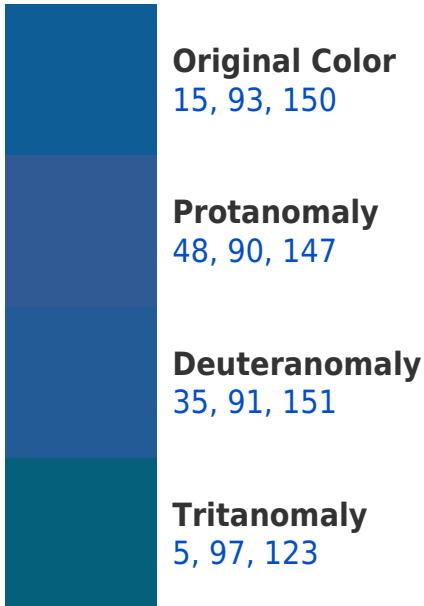 Original Color
15, 93, 150
Protanomaly
48, 90, 147
Deuteranomaly
35, 91, 151
Tritanomaly
5, 97, 123